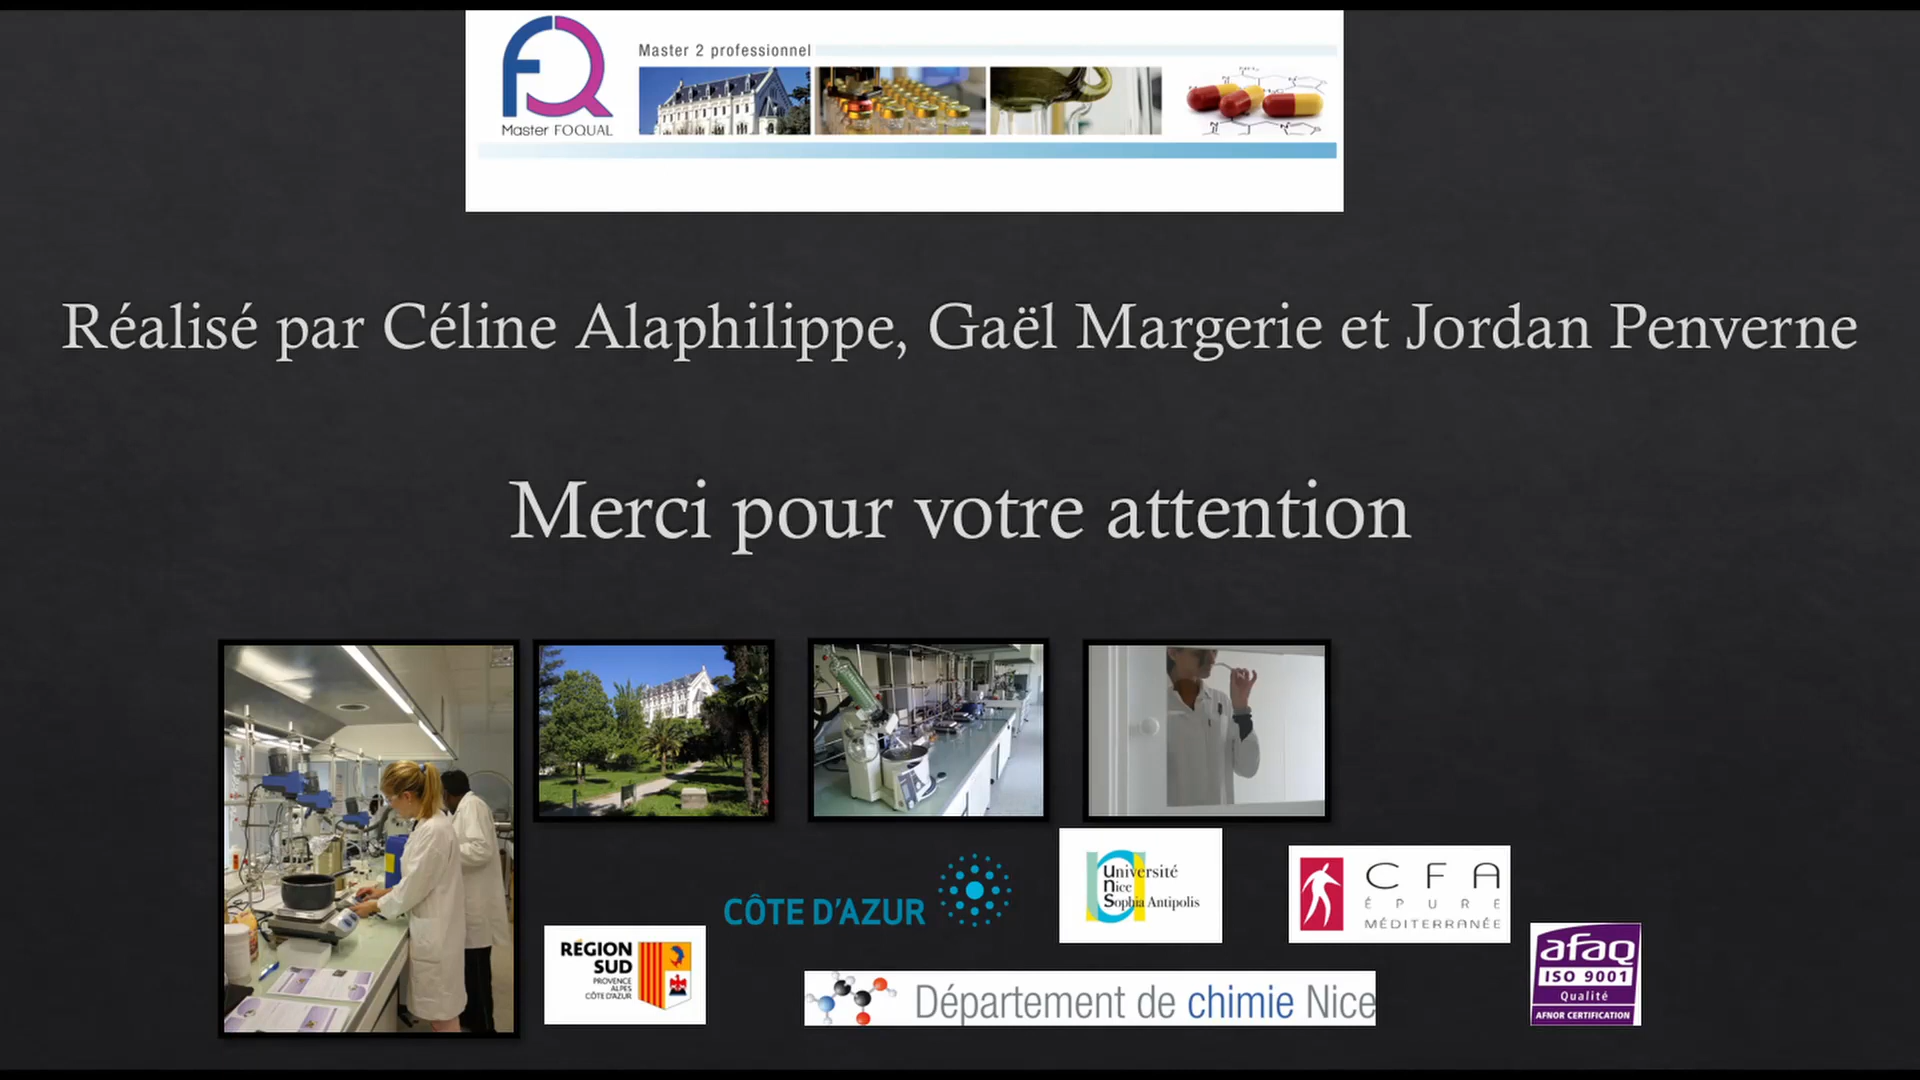 Master 2 professionnel
Master FOQUAL
Réalisé par Céline Alaphilippe, Gaël Margerie et Jordan Penverne
Merci pour votre attention
CÔTE D'AZUR
Université
Nice
Sophia Antipolis
CFA
ÉPURE
MÉDITERRANÉE
RÉGION
SUD
PROVENCE
ALPES
CÔTE D'AZUR
afaq
ISO 9001
Qualité
AFNOR CERTIFICATION
Département de chimie Nice